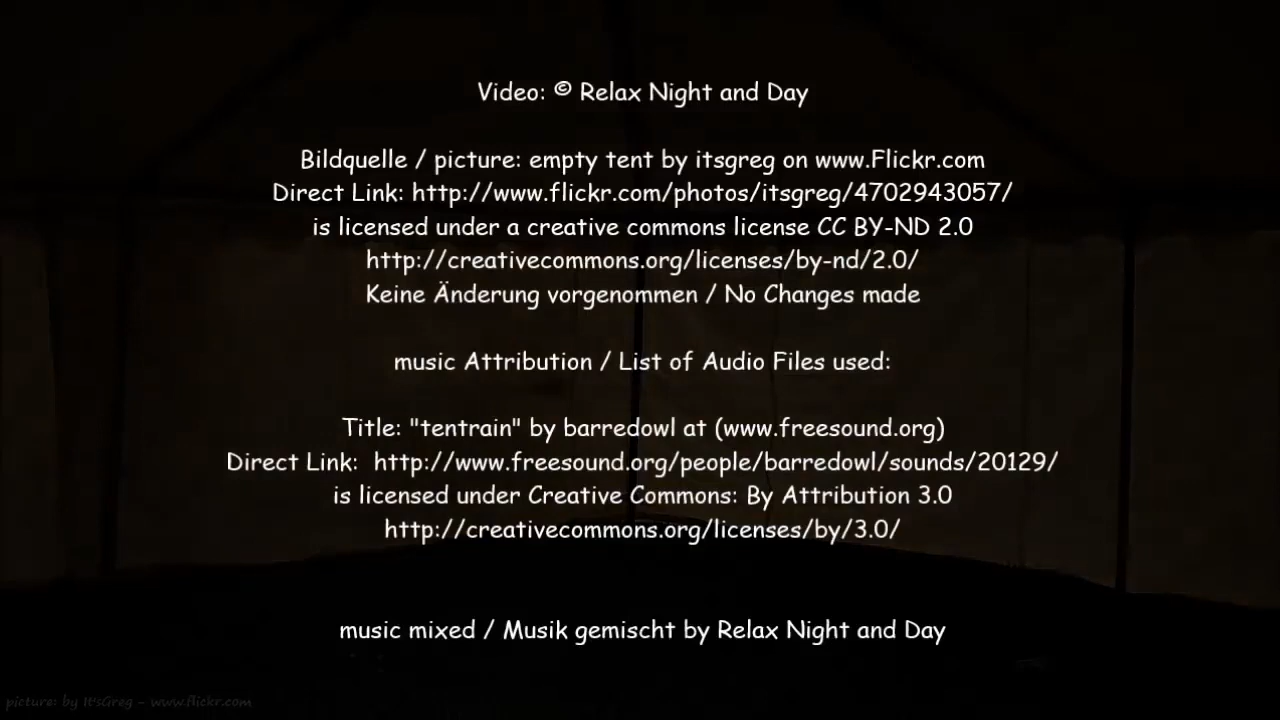 Video: © Relax Night and Day
Bildquelle / picture: empty tent by itsgreg on www.Flickr.com
Direct Link: http://www.flickr.com/photos/itsgreg/4702943057/
is licensed under a creative commons license CC BY-ND 2.0
http://creativecommons.org/licenses/by-nd/2.0/
Keine Änderung vorgenommen / No Changes made
music Attribution / List of Audio Files used:
Title: "tentrain" by barredowl at (www.freesound.org)
Direct Link:  http://www.freesound.org/people/barredowl/sounds/20129/
is licensed under Creative Commons: By Attribution 3.0
http://creativecommons.org/licenses/by/3.0/
music mixed / Musik gemischt by Relax Night and Day
picture: by It'sGreg - www.flickr.com